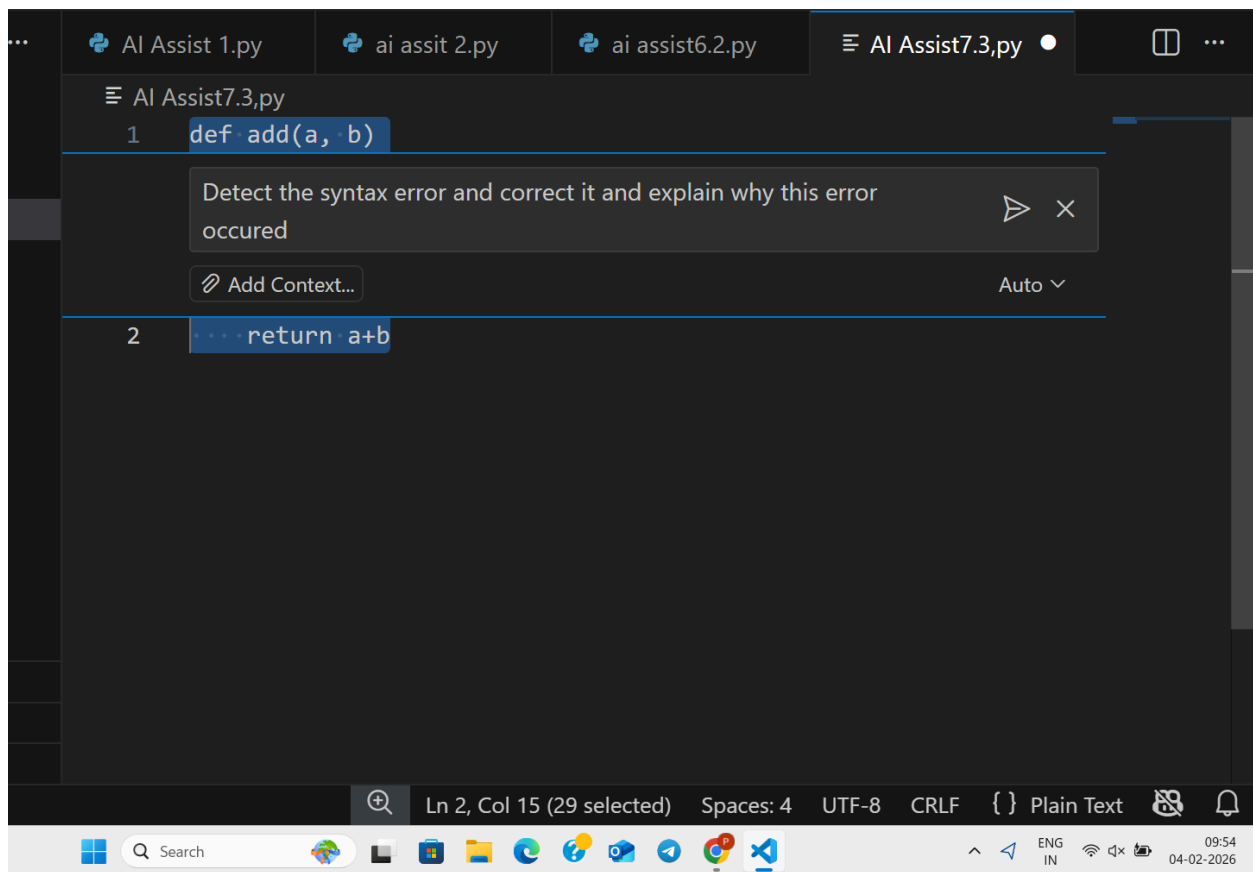 AI Assist 1.py
ai assit 2.py
ai assist6.2.py
AI Assist7.3,py
AI Assist7.3,py
1 def add(a, b)
Detect the syntax error and correct it and explain why this error
occured
Add Context...
Auto
2     return a+b
Ln 2, Col 15 (29 selected) Spaces: 4 UTF-8 CRLF {} Plain Text
Search
P
ENG
IN
09:54
04-02-2026